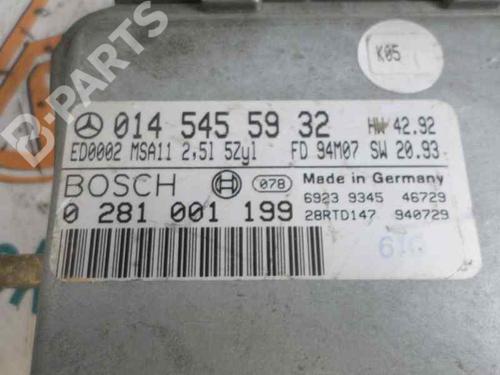 B-PARTS
K05
014 545 59 32 HW 42.92
ED0002 MSA11 2,5l 5Zyl FD 94M07 SW 20.93
BOSCH 078 Made in Germany
0 281 001 199 6923 9345 46729
28RTD147 940729